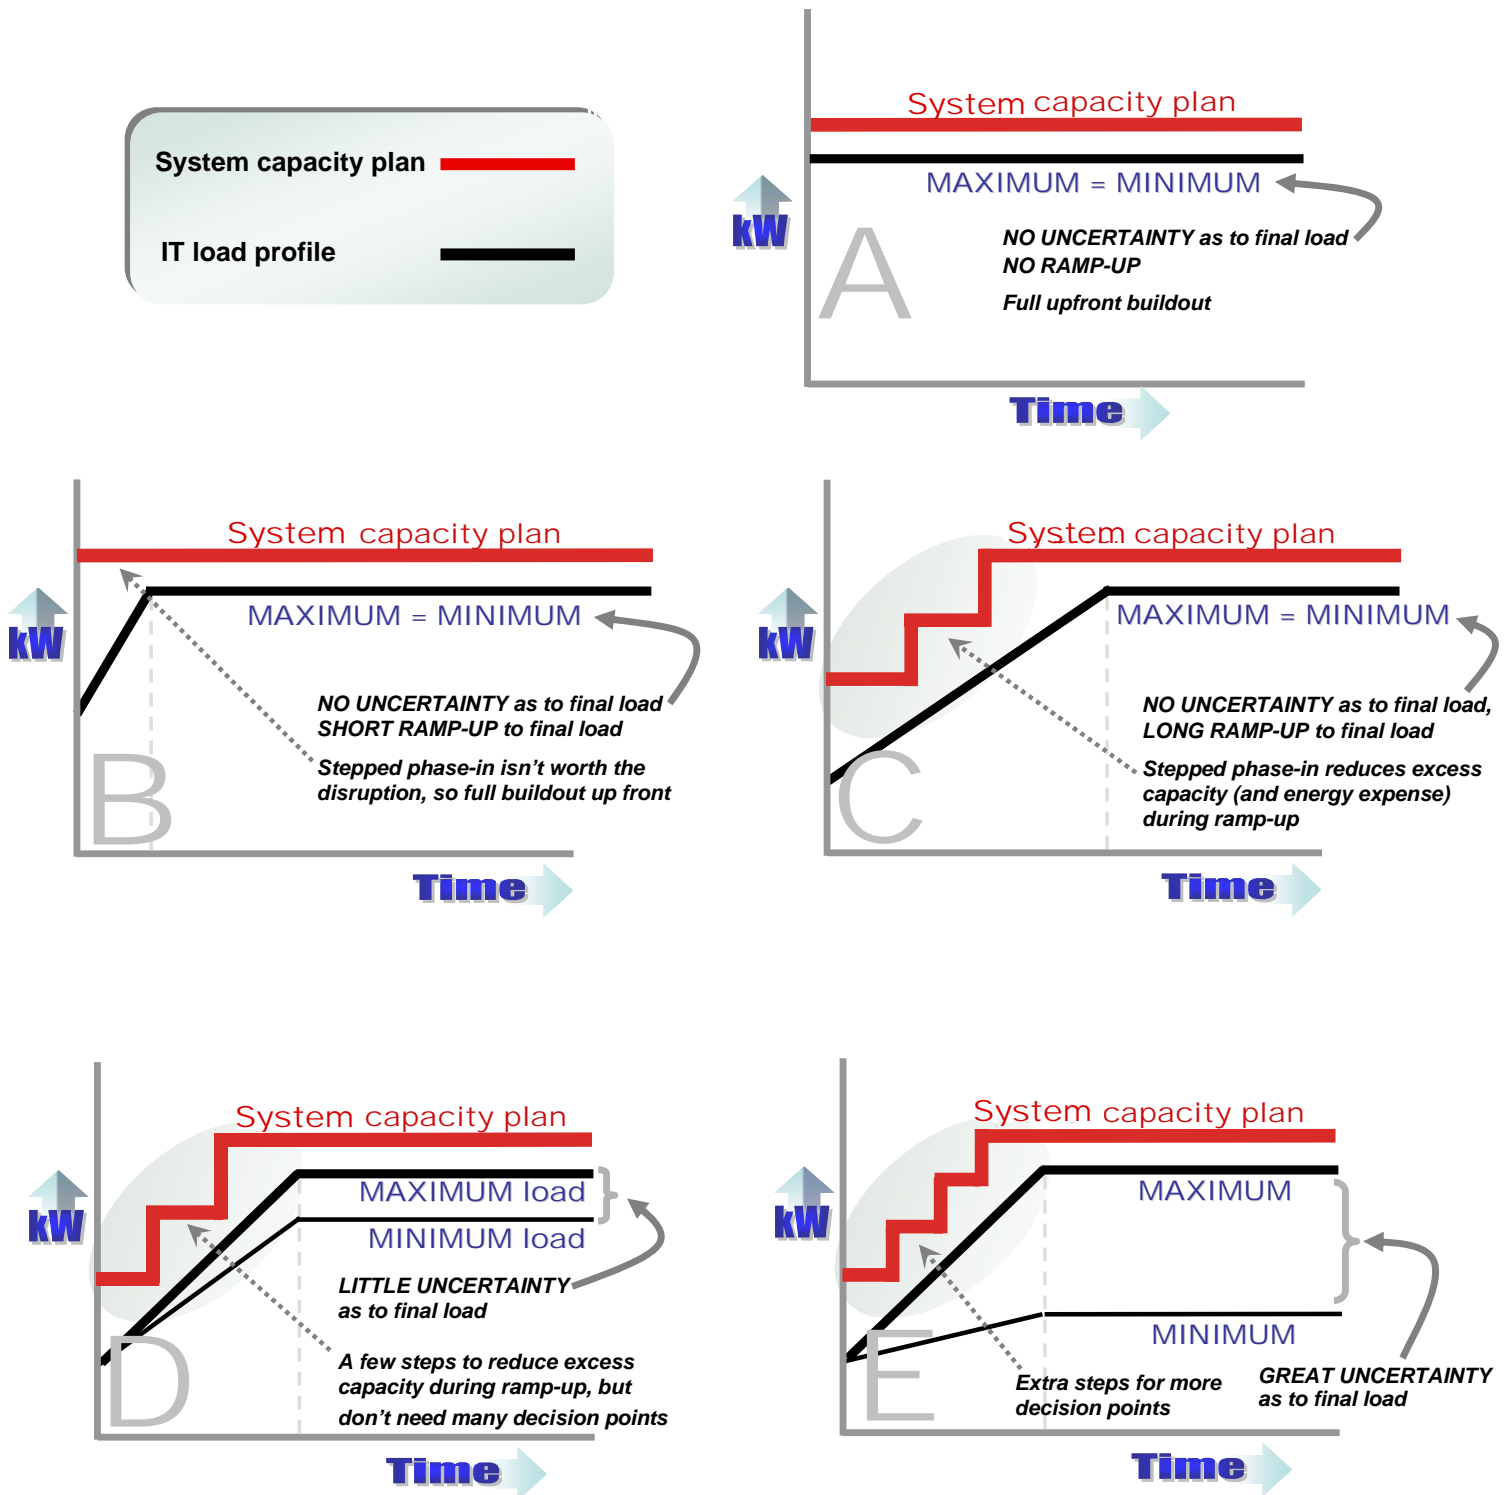 System capacity plan
IT load profile
System capacity plan
MAXIMUM = MINIMUM
kW
A
NO UNCERTAINTY as to final load
NO RAMP-UP
Full upfront buildout
Time
System capacity plan
MAXIMUM = MINIMUM
kW
NO UNCERTAINTY as to final load
SHORT RAMP-UP to final load
Stepped phase-in isn't worth the
disruption, so full buildout up front
B
Time
System capacity plan
MAXIMUM = MINIMUM
kW
NO UNCERTAINTY as to final load,
LONG RAMP-UP to final load
Stepped phase-in reduces excess
capacity (and energy expense)
during ramp-up
C
Time
System capacity plan
MAXIMUM load
kW
MINIMUM load
LITTLE UNCERTAINTY
as to final load
A few steps to reduce excess
capacity during ramp-up, but
don't need many decision points
D
Time
System capacity plan
MAXIMUM
kW
MINIMUM
E
Extra steps for more
decision points
GREAT UNCERTAINTY
as to final load
Time